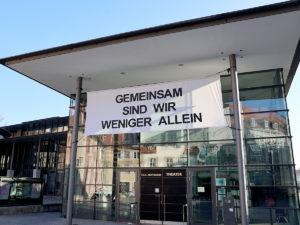 GEMEINSAM
SIND WIR
WENIGER ALLEIN
THEATER